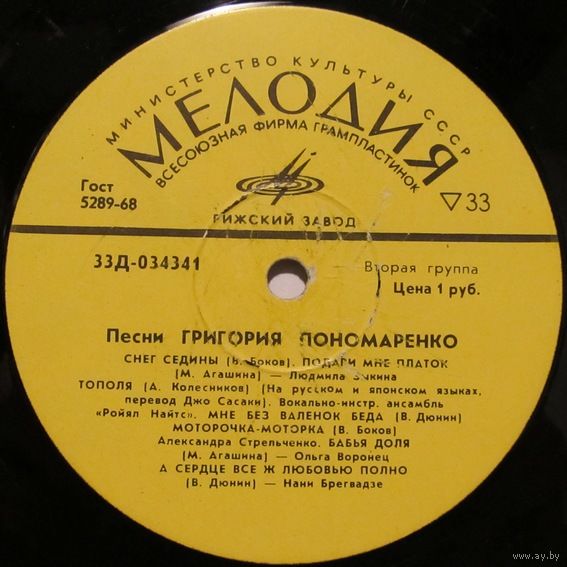 МИНИСТЕРСТВО КУЛЬТУРЫ СССР
МЕЛОДИЯ
ВСЕСОЮЗНАЯ ФИРМА ГРАМПЛАСТИНОК
Гост
5289-68
▽33
РИЖСКИЙ ЗАВОД
33Д-034341
Вторая группа
Цена 1 руб.
Песни ГРИГОРИЯ ПОНОМАРЕНКО
СНЕГ СЕДИНЫ (В. Боков). ПОДАРИ МНЕ ПЛАТОК
(М. Агашина) — Людмила Зыкина
ТОПОЛЯ (А. Колесников) (На русском и японском языках,
перевод Джо Сасаки). Вокально-инстр. ансамбль
«Ройял Найтс». МНЕ БЕЗ ВАЛЕНОК БЕДА (В. Дюнин)
МОТОРОЧКА-МОТОРКА (В. Боков)
Александра Стрельченко. БАБЬЯ ДОЛЯ
(М. Агашина) — Ольга Воронец
А СЕРДЦЕ ВСЕ Ж ЛЮБОВЬЮ ПОЛНО
(В. Дюнин) — Нани Брегвадзе
www.ay.by